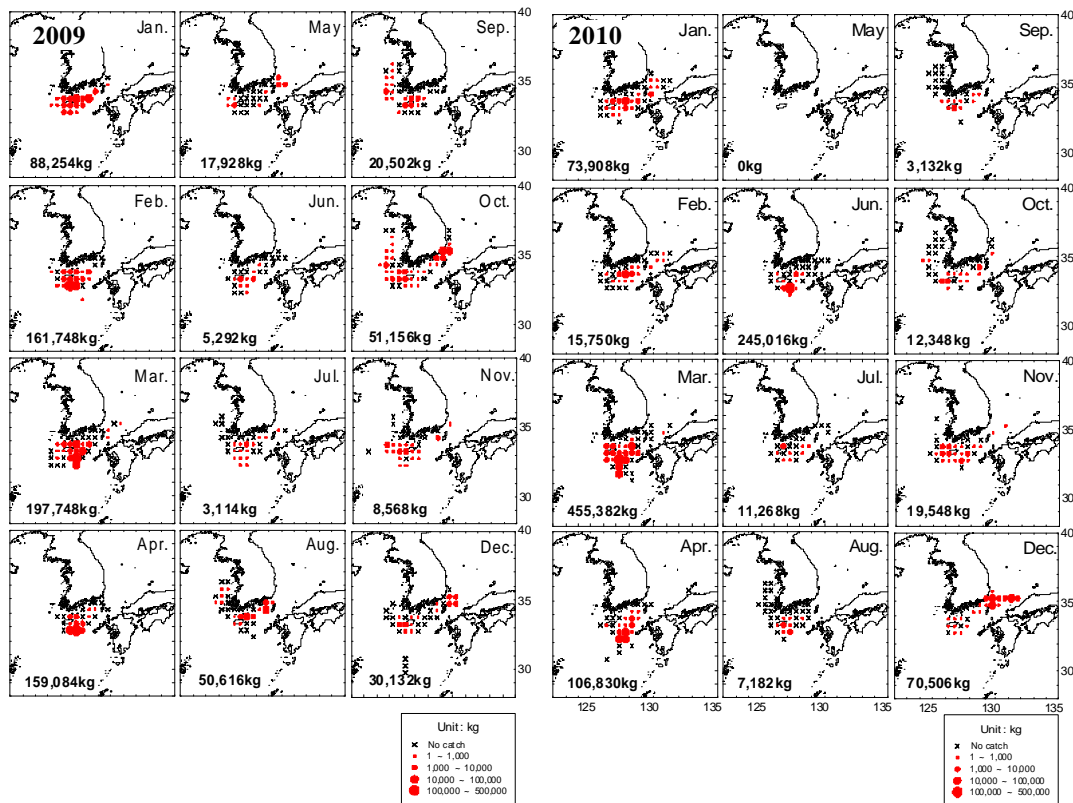 2009
Jan.
88,254kg
May
17,928kg
Sep.
20,502kg
40
35
30
Feb.
161,748kg
Jun.
5,292kg
Oct.
51,156kg
40
35
30
Mar.
197,748kg
Jul.
3,114kg
Nov.
8,568kg
40
35
30
Apr.
159,084kg
Aug.
50,616kg
Dec.
30,132kg
40
35
30
Unit: kg
No catch
1 ~ 1,000
1,000 ~ 10,000
10,000 ~ 100,000
100,000 ~ 500,000
2010
Jan.
73,908kg
May
0kg
Sep.
3,132kg
40
35
30
Feb.
15,750kg
Jun.
245,016kg
Oct.
12,348kg
40
35
30
Mar.
455,382kg
Jul.
11,268kg
Nov.
19,548kg
40
35
30
Apr.
106,830kg
Aug.
7,182kg
Dec.
70,506kg
40
35
30
125 130 135
125 130 135
125 130 135
Unit: kg
No catch
1 ~ 1,000
1,000 ~ 10,000
10,000 ~ 100,000
100,000 ~ 500,000